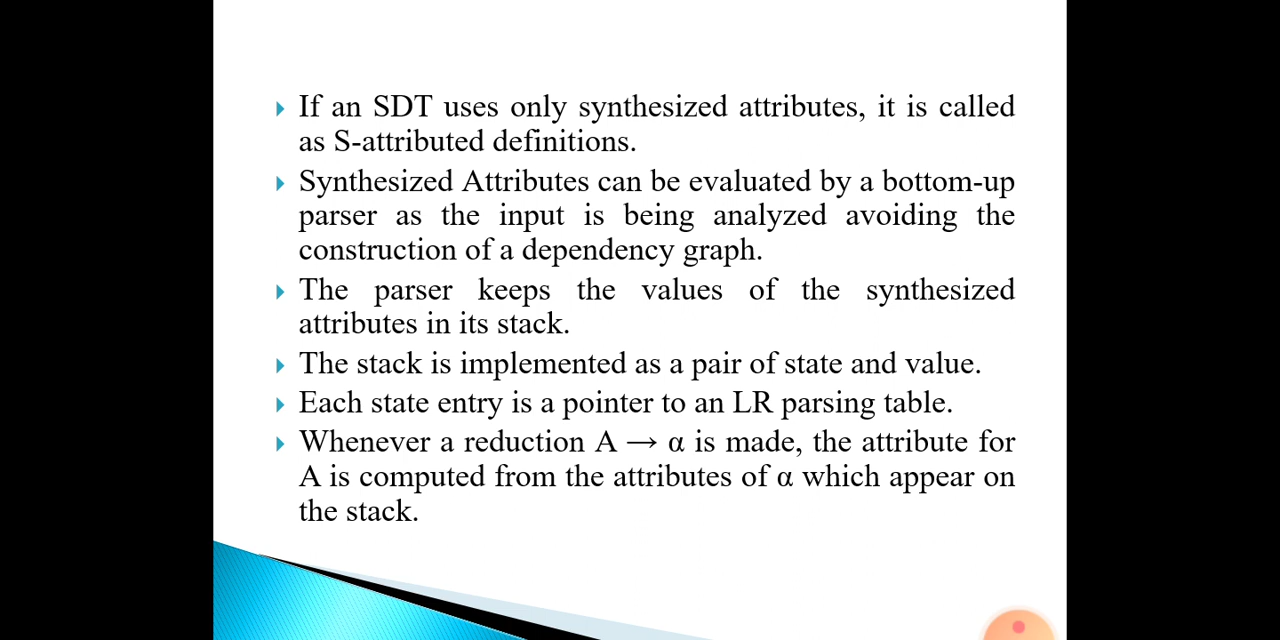 If an SDT uses only synthesized attributes, it is called
as S-attributed definitions.
Synthesized Attributes can be evaluated by a bottom-up
parser as the input is being analyzed avoiding the
construction of a dependency graph.
The parser keeps the values of the synthesized
attributes in its stack.
The stack is implemented as a pair of state and value.
Each state entry is a pointer to an LR parsing table.
Whenever a reduction A → α is made, the attribute for
A is computed from the attributes of α which appear on
the stack.